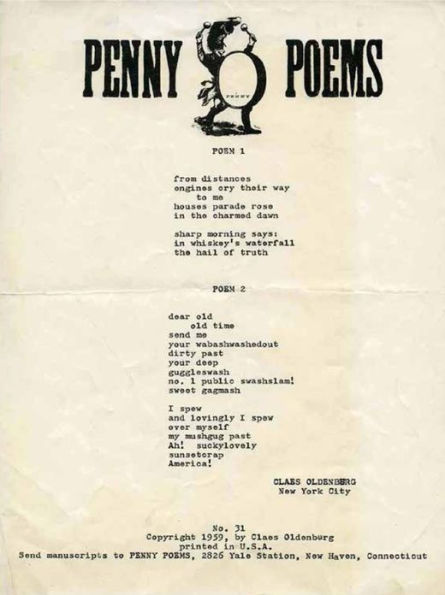 PENNY POEMS
PENNY
POEM 1
from distances
engines cry their way
to me
houses parade rose
in the charmed dawn
sharp morning says:
in whiskey's waterfall
the hail of truth
POEM 2
dear old
old time
send me
your wabashwashedout
dirty past
your deep
guggleswash
no. 1 public swashslam!
sweet gagmash
I spew
and lovingly I spew
over myself
my mushgug past
Ah! suckylovely
sunsetcrap
America!
CLAES OLDENBERG
New York City
No. 31
Copyright 1959, by Claes Oldenburg
printed in U.S.A.
Send manuscripts to PENNY POEMS, 2826 Yale Station, New Haven, Connecticut